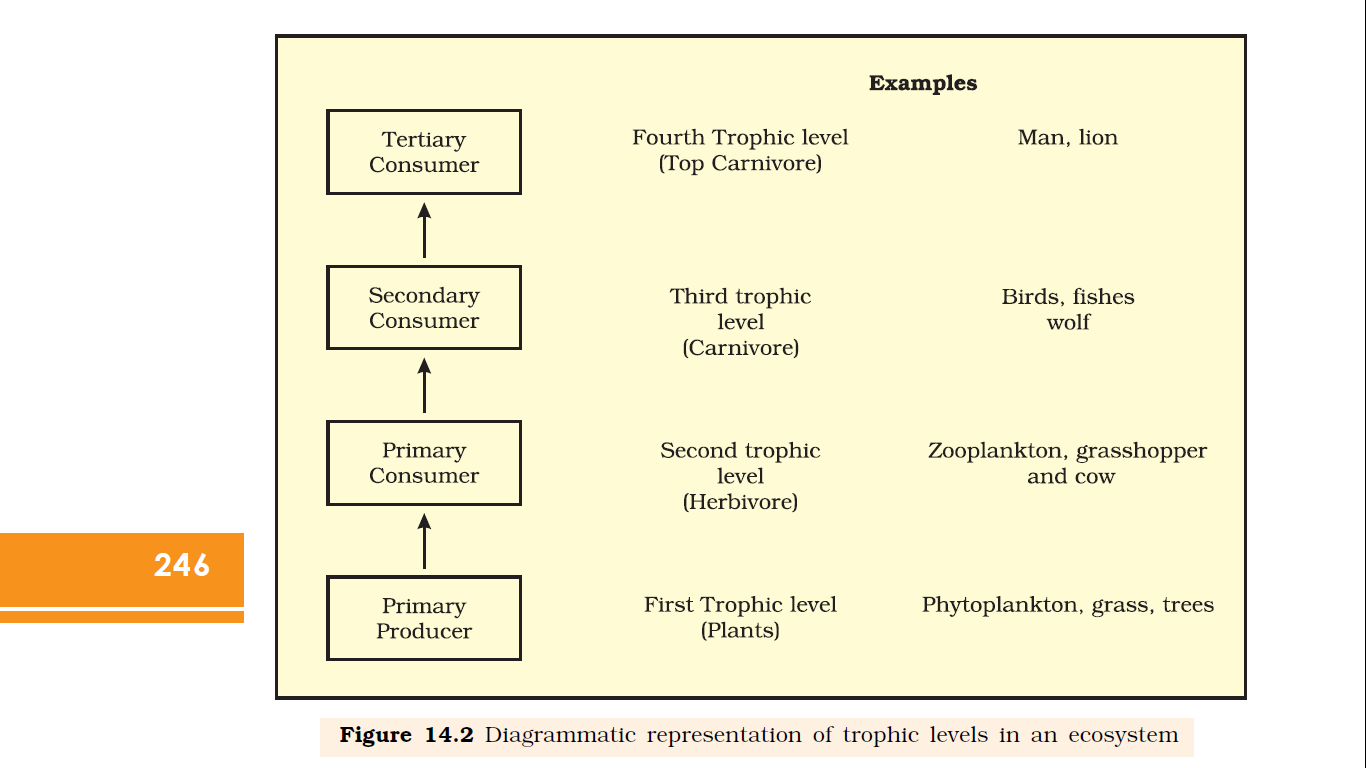 Examples
Tertiary
Consumer
Fourth Trophic level
(Top Carnivore)
Man, lion
Secondary
Consumer
Third trophic
level
(Carnivore)
Birds, fishes
wolf
Primary
Consumer
Second trophic
level
(Herbivore)
Zooplankton, grasshopper
and cow
246
Primary
Producer
First Trophic level
(Plants)
Phytoplankton, grass, trees
Figure 14.2 Diagrammatic representation of trophic levels in an ecosystem